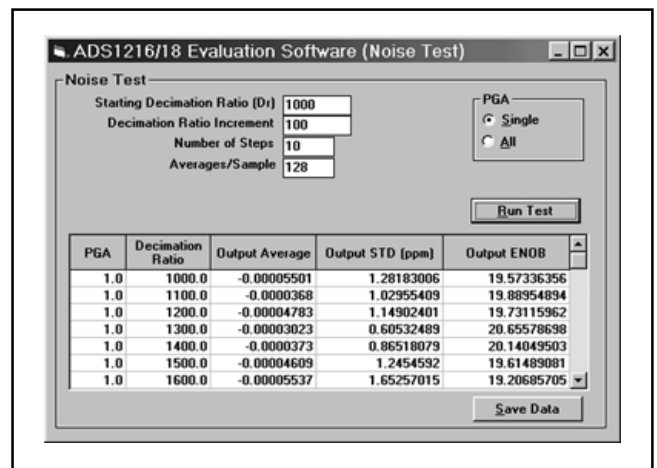 ADS1216/18 Evaluation Software (Noise Test)
Noise Test
Starting Decimation Ratio (Dr) 1000
Decimation Ratio Increment 100
Number of Steps 10
Averages/Sample 128
PGA
Single
All
Run Test
PGA Decimation Ratio Output Average Output STD (ppm) Output ENOB
1.0 1000.0 -0.00005501 1.28183006 19.57336356
1.0 1100.0 -0.0000368 1.02955409 19.88954894
1.0 1200.0 -0.00004783 1.14902401 19.73115962
1.0 1300.0 -0.00003023 0.60532489 20.65578698
1.0 1400.0 -0.0000373 0.86518079 20.14049503
1.0 1500.0 -0.00004609 1.2454592 19.61489081
1.0 1600.0 -0.00005537 1.65257015 19.20685705
Save Data